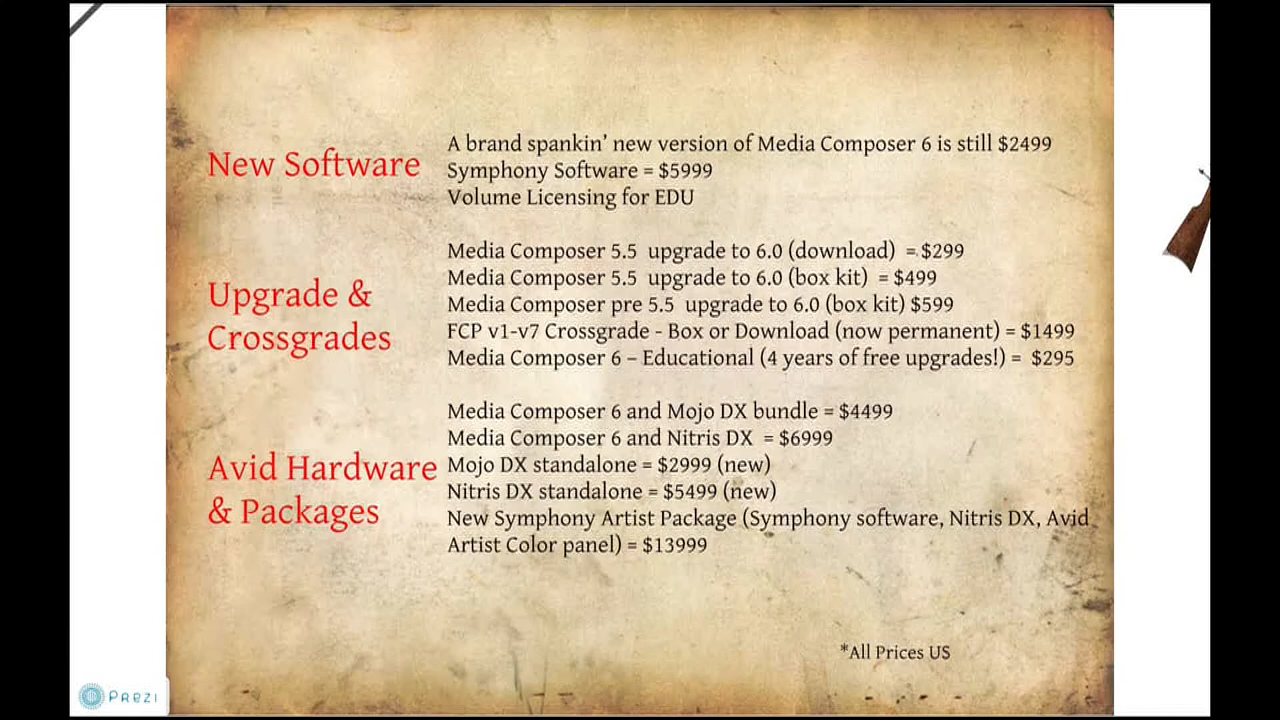 New Software
A brand spankin’ new version of Media Composer 6 is still $2499
Symphony Software = $5999
Volume Licensing for EDU
Upgrade &
Crossgrades
Media Composer 5.5 upgrade to 6.0 (download) = $299
Media Composer 5.5 upgrade to 6.0 (box kit) = $499
Media Composer pre 5.5 upgrade to 6.0 (box kit) $599
FCP v1-v7 Crossgrade - Box or Download (now permanent) = $1499
Media Composer 6 – Educational (4 years of free upgrades!) = $295
Avid Hardware
& Packages
Media Composer 6 and Mojo DX bundle = $4499
Media Composer 6 and Nitris DX = $6999
Mojo DX standalone = $2999 (new)
Nitris DX standalone = $5499 (new)
New Symphony Artist Package (Symphony software, Nitris DX, Avid
Artist Color panel) = $13999
*All Prices US
Prezi